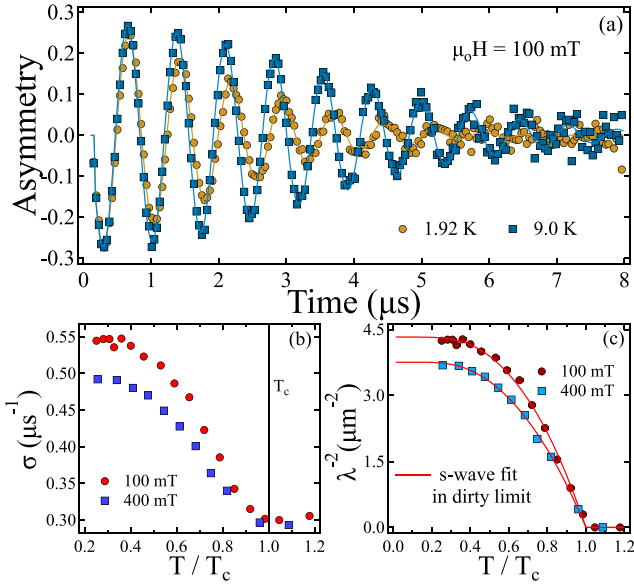 (a)
μ₀H = 100 mT
Asymmetry
0.3
0.2
0.1
0.0
-0.1
-0.2
-0.3
1.92 K
9.0 K
0 1 2 3 4 5 6 7 8
Time (μs)
(b)
σ (μs⁻¹)
0.55
0.50
0.45
0.40
0.35
0.30
T_c
100 mT
400 mT
0.2 0.4 0.6 0.8 1.0 1.2
T / T_c
(c)
λ⁻² (μm⁻²)
4.5
3.0
1.5
0.0
100 mT
400 mT
s-wave fit
in dirty limit
0.0 0.2 0.4 0.6 0.8 1.0 1.2
T / T_c